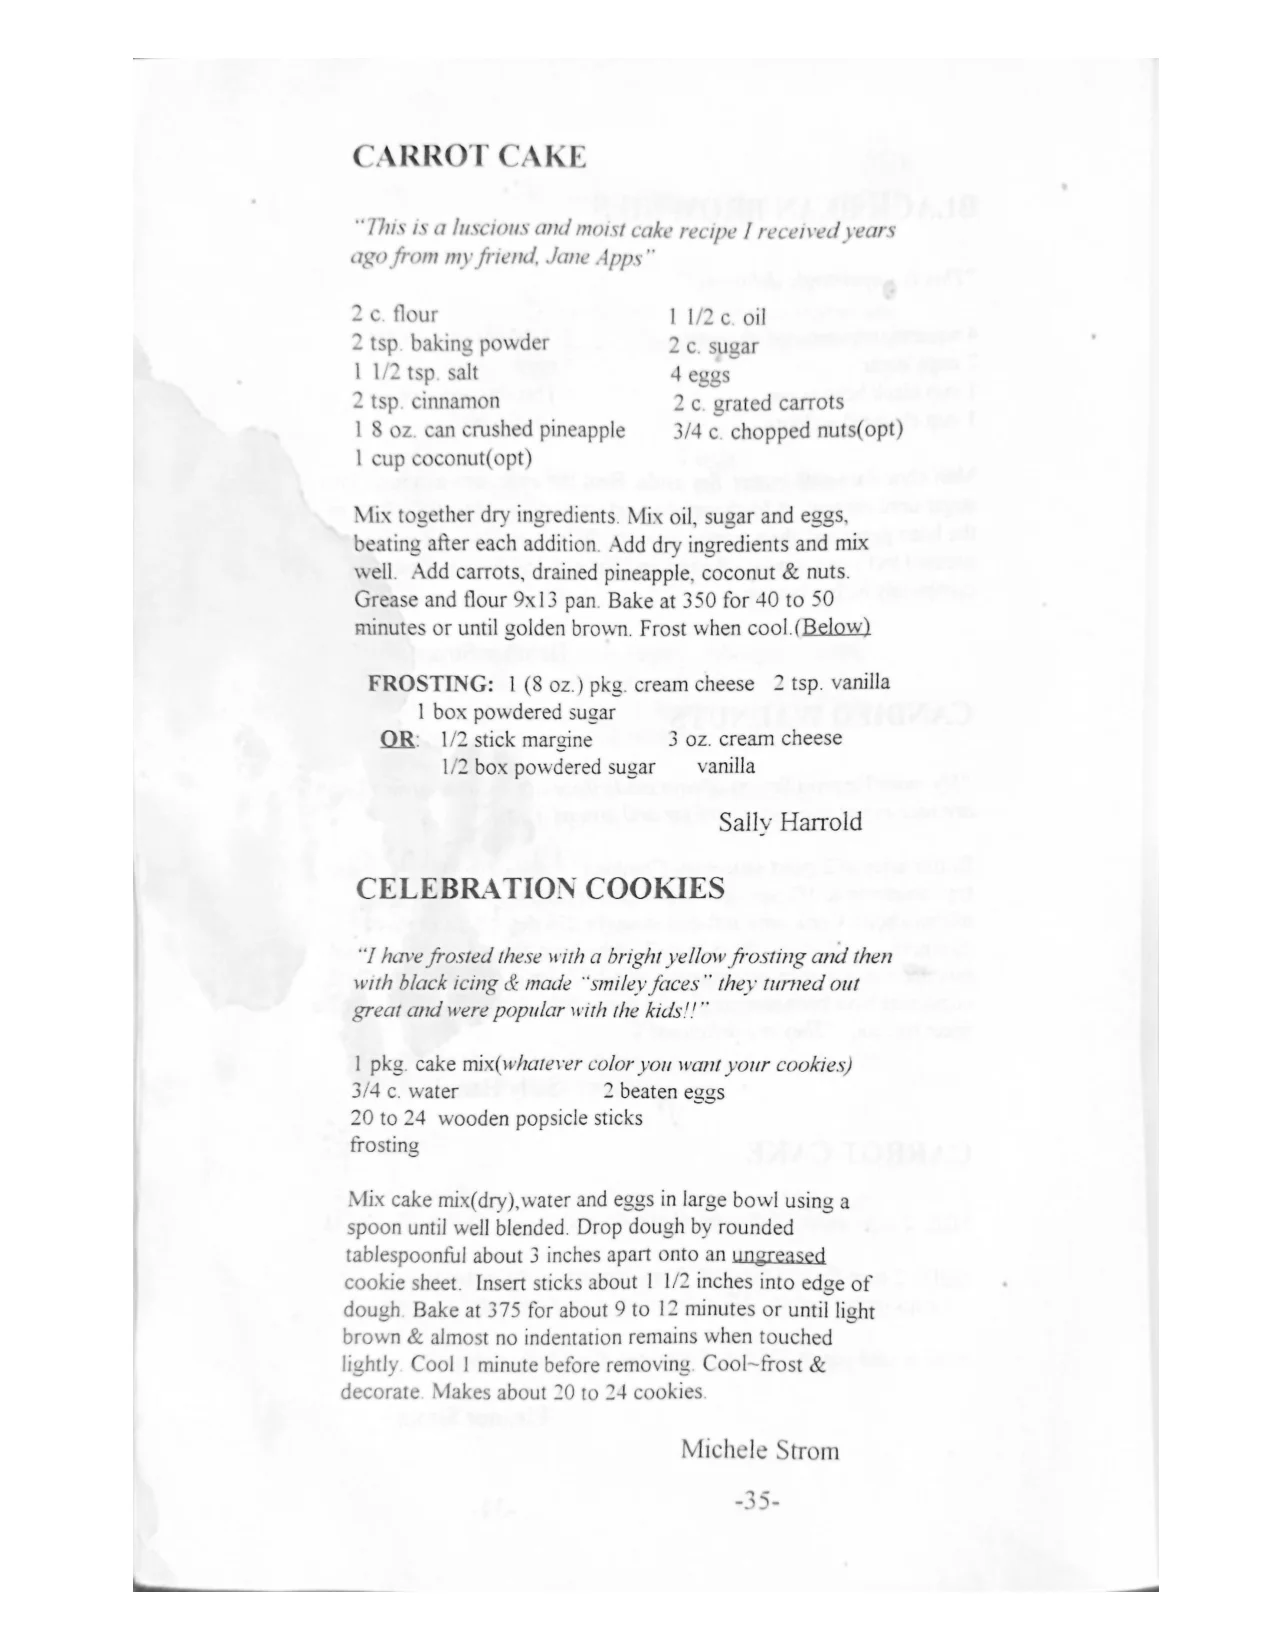 CARROT CAKE
"This is a luscious and moist cake recipe I received years
ago from my friend, Jane Apps"
2 c. flour 1 1/2 c. oil
2 tsp. baking powder 2 c. sugar
1 1/2 tsp. salt 4 eggs
2 tsp. cinnamon 2 c. grated carrots
1 8 oz. can crushed pineapple 3/4 c. chopped nuts(opt)
1 cup coconut(opt)
Mix together dry ingredients. Mix oil, sugar and eggs,
beating after each addition. Add dry ingredients and mix
well. Add carrots, drained pineapple, coconut & nuts.
Grease and flour 9x13 pan. Bake at 350 for 40 to 50
minutes or until golden brown. Frost when cool.(Below)
FROSTING: 1 (8 oz.) pkg. cream cheese 2 tsp. vanilla
1 box powdered sugar
OR: 1/2 stick margine 3 oz. cream cheese
1/2 box powdered sugar vanilla
Sally Harrold
CELEBRATION COOKIES
"I have frosted these with a bright yellow frosting and then
with black icing & made "smiley faces" they turned out
great and were popular with the kids!!"
1 pkg. cake mix(whatever color you want your cookies)
3/4 c. water 2 beaten eggs
20 to 24 wooden popsicle sticks
frosting
Mix cake mix(dry),water and eggs in large bowl using a
spoon until well blended. Drop dough by rounded
tablespoonful about 3 inches apart onto an ungreased
cookie sheet. Insert sticks about 1 1/2 inches into edge of
dough. Bake at 375 for about 9 to 12 minutes or until light
brown & almost no indentation remains when touched
lightly. Cool 1 minute before removing. Cool~frost &
decorate. Makes about 20 to 24 cookies.
Michele Strom
-35-